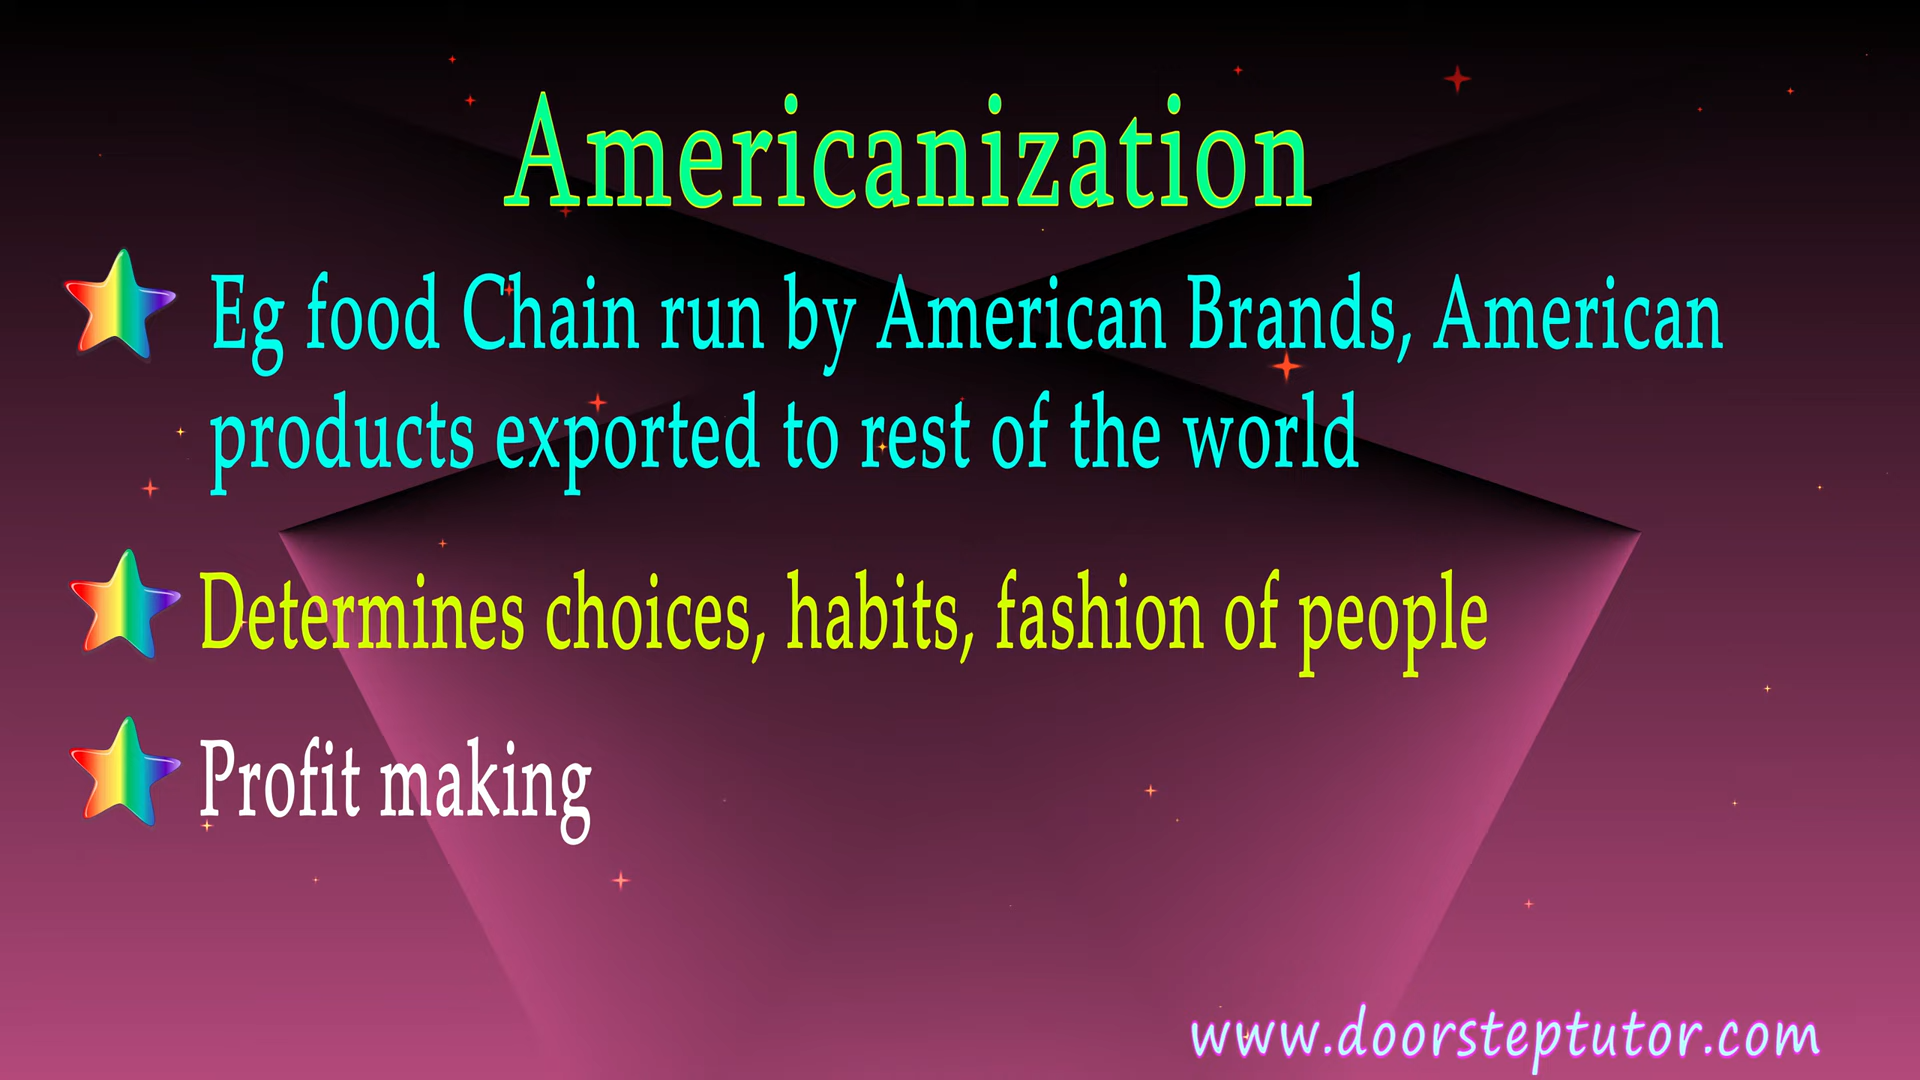 Americanization
Eg food Chain run by American Brands, American
products exported to rest of the world
Determines choices, habits, fashion of people
Profit making
www.doorsteptutor.com